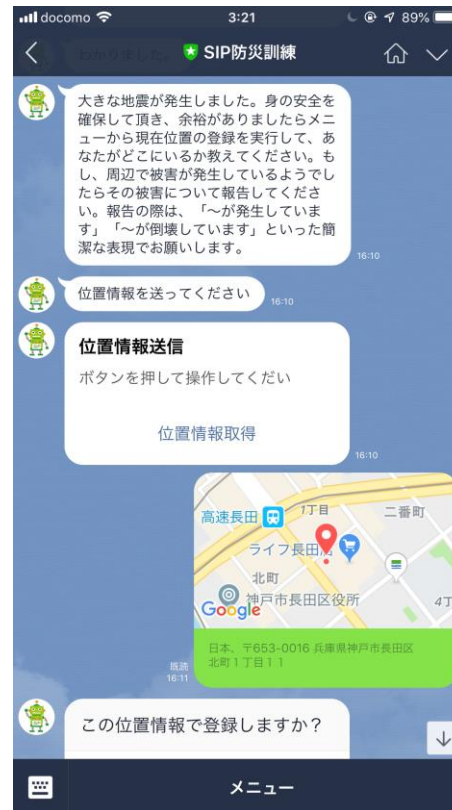 docomo 3:21 89%
わかりました。 SIP防災訓練
大きな地震が発生しました。身の安全を
確保して頂き、余裕がありましたらメニ
ューから現在位置の登録を実行して、あ
なたがどこにいるか教えてください。も
し、周辺で被害が発生しているようでし
たらその被害について報告してくださ
い。報告の際は、「〜が発生していま
す」「〜が倒壊しています」といった簡
潔な表現でお願いします。
16:10
位置情報を送ってください
16:10
位置情報送信
ボタンを押して操作してくだい
位置情報取得
16:10
高速長田
1丁目
二番町
ライフ長田
北町
神戸市長田区役所
4丁
Google
日本、〒653-0016 兵庫県神戸市長田区
北町1丁目11
既読
16:11
この位置情報で登録しますか？
メニュー